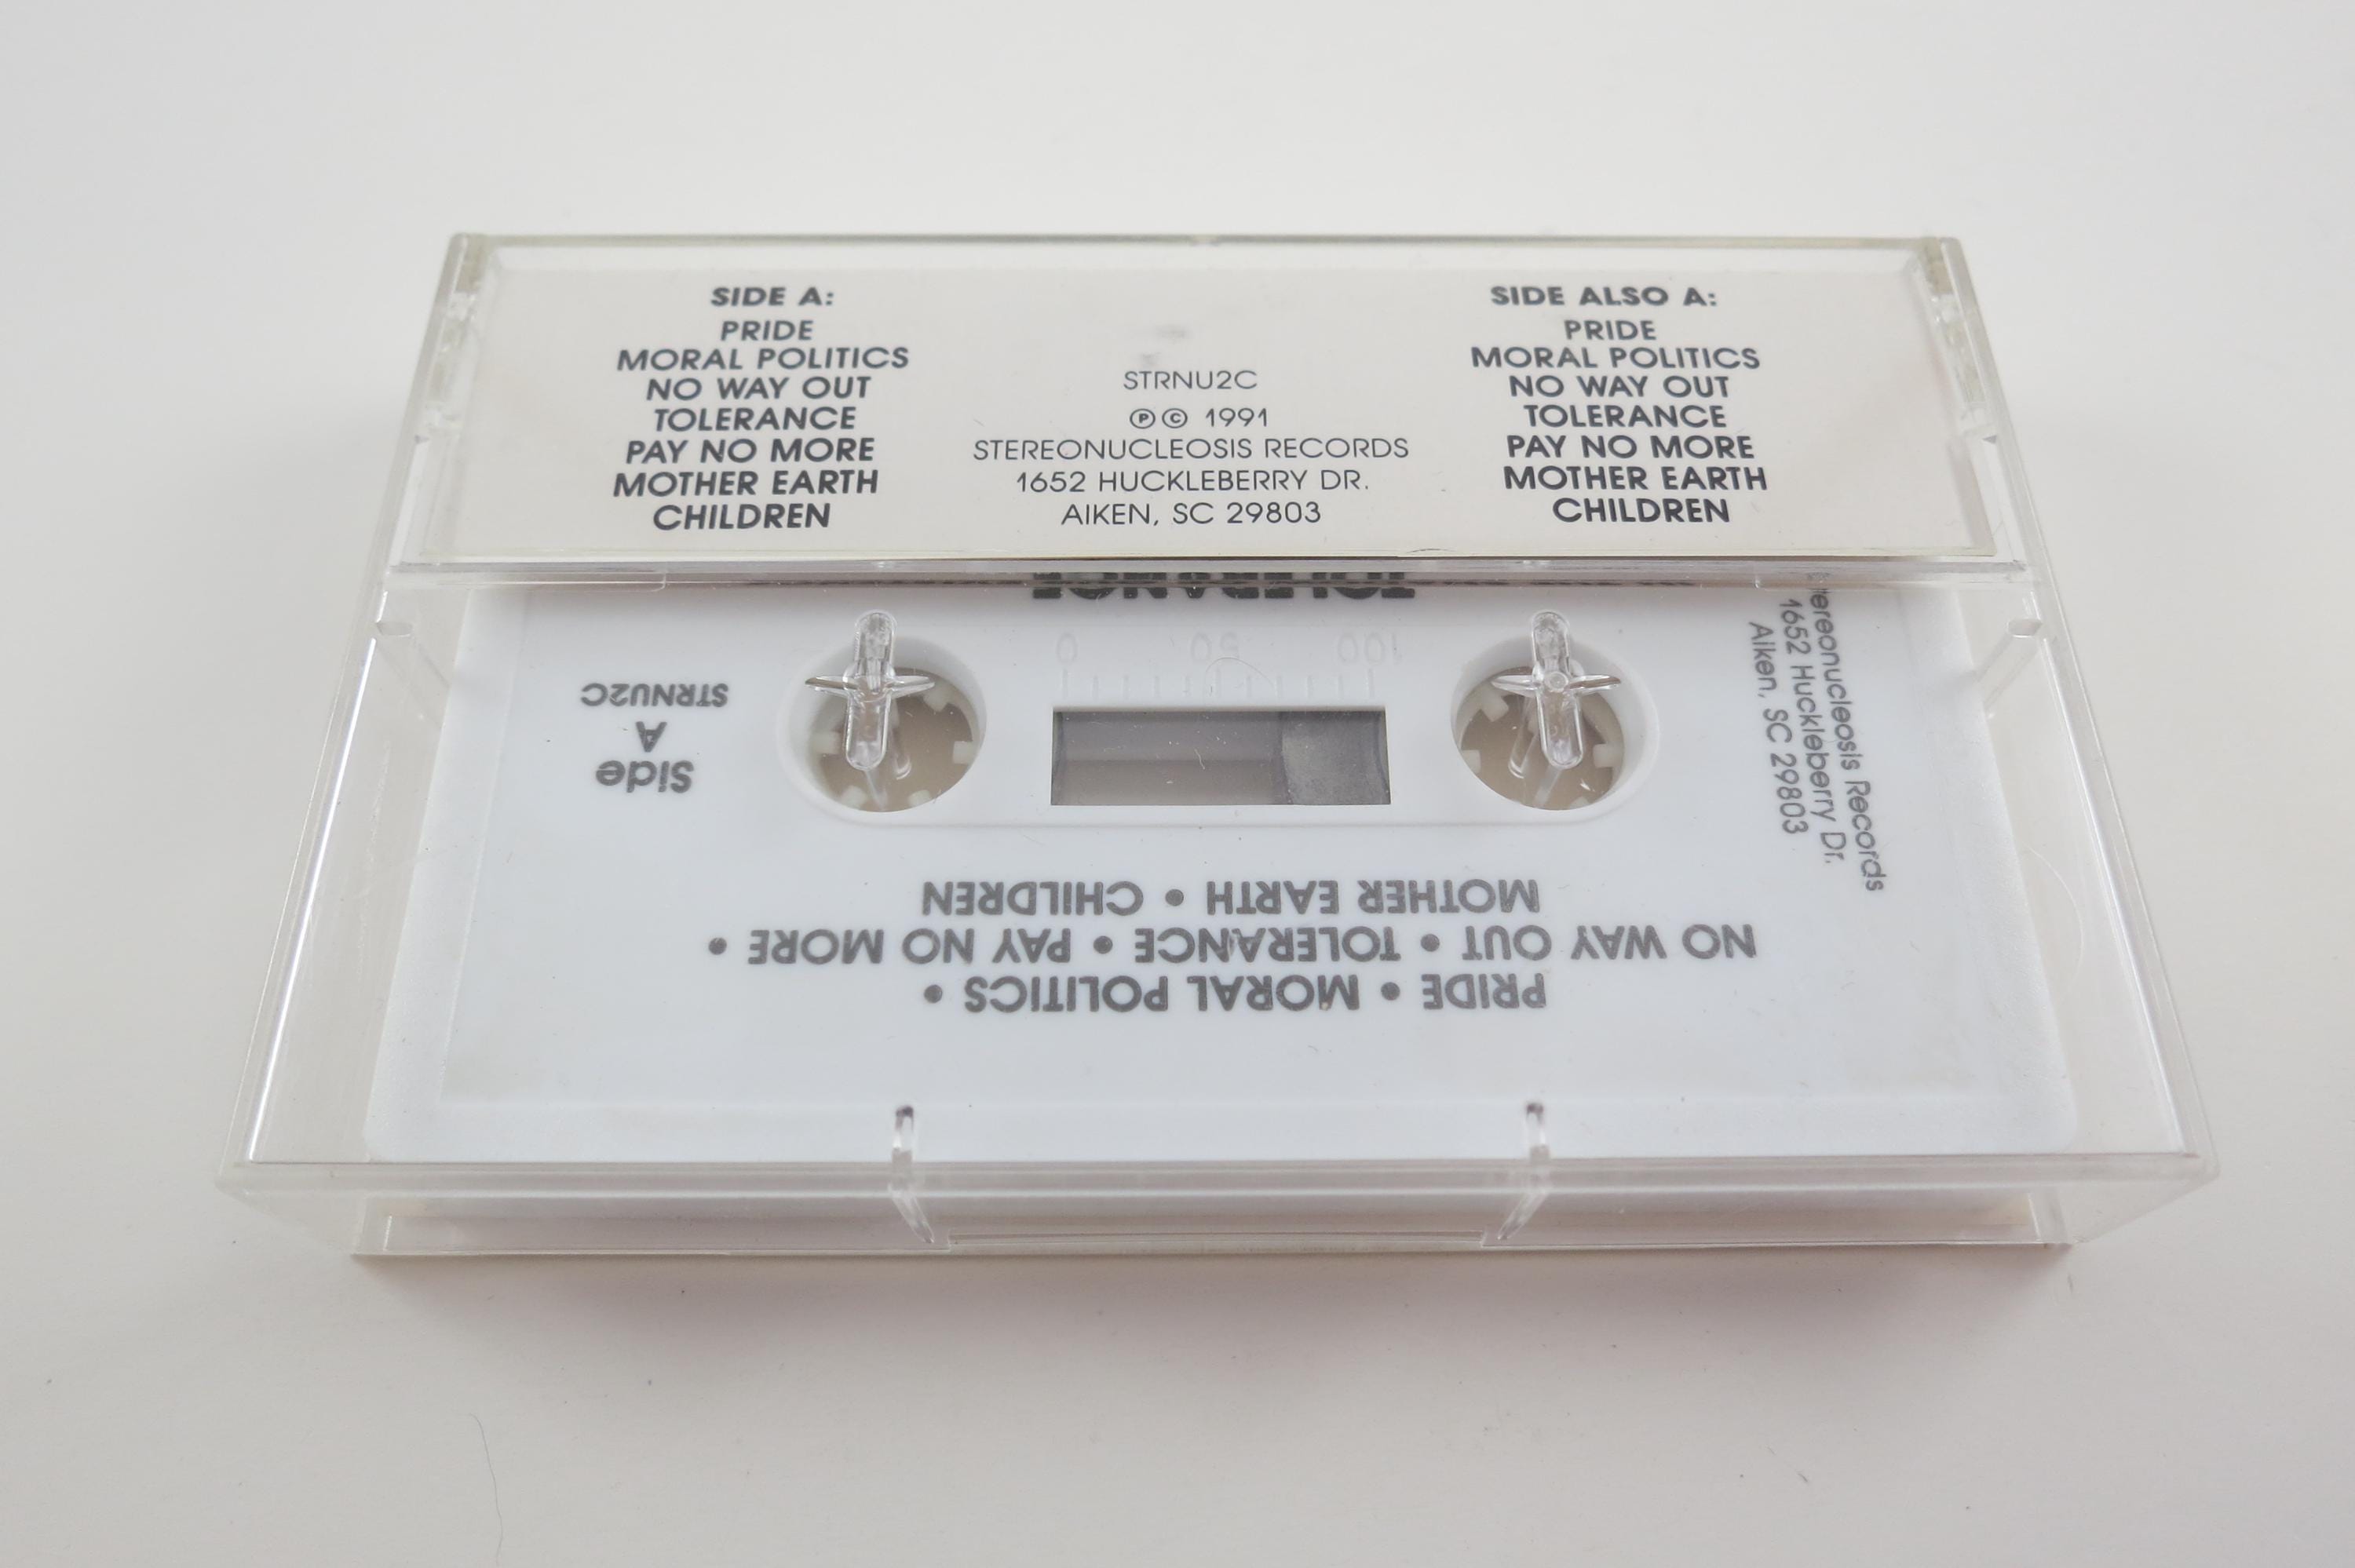 SIDE A:
PRIDE
MORAL POLITICS
NO WAY OUT
TOLERANCE
PAY NO MORE
MOTHER EARTH
CHILDREN
STRNU2C
Ⓟ© 1991
STEREONUCLEOSIS RECORDS
1652 HUCKLEBERRY DR.
AIKEN, SC 29803
SIDE ALSO A:
PRIDE
MORAL POLITICS
NO WAY OUT
TOLERANCE
PAY NO MORE
MOTHER EARTH
CHILDREN
PRIDE • MORAL POLITICS •
NO WAY OUT • TOLERANCE • PAY NO MORE •
MOTHER EARTH • CHILDREN
Side
A
STRNU2C
0 50 100
Stereonucleosis Records
1652 Huckleberry Dr.
Aiken, SC 29803
TOLERANCE